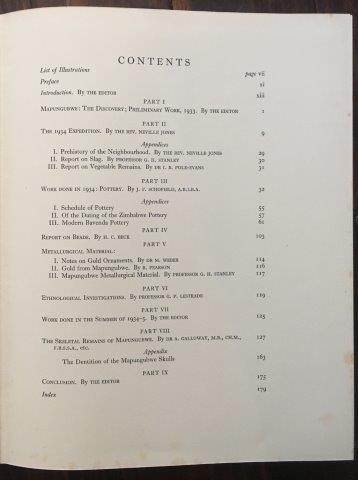 CONTENTS
List of Illustrations page vii
Preface xi
Introduction. By THE EDITOR xiii
PART I
MAPUNGUBWE: THE DISCOVERY; PRELIMINARY WORK, 1933. By THE EDITOR 1
PART II
THE 1934 EXPEDITION. By THE REV. NEVILLE JONES 9
Appendices
I. Prehistory of the Neighbourhood. By THE REV. NEVILLE JONES 29
II. Report on Slag. By PROFESSOR G. H. STANLEY 30
III. Report on Vegetable Remains. By DR I. B. POLE-EVANS 31
PART III
WORK DONE IN 1934: POTTERY. By J. F. SCHOFIELD, A.R.I.B.A. 32
Appendices
I. Schedule of Pottery 55
II. Of the Dating of the Zimbabwe Pottery 57
III. Modern Bavenda Pottery 61
PART IV
REPORT ON BEADS. By H. C. BECK 103
PART V
METALLURGICAL MATERIAL:
I. Notes on Gold Ornaments. By DR M. WEBER 114
II. Gold from Mapungubwe. By R. PEARSON 116
III. Mapungubwe Metallurgical Material. By PROFESSOR G. H. STANLEY 117
PART VI
ETHNOLOGICAL INVESTIGATIONS. By PROFESSOR G. P. LESTRADE 119
PART VII
WORK DONE IN THE SUMMER OF 1934-5. By THE EDITOR 125
PART VIII
THE SKELETAL REMAINS OF MAPUNGUBWE. By DR A. GALLOWAY, M.B., CH.M., 127
F.R.S.S.A., etc.
Appendix
The Dentition of the Mapungubwe Skulls 163
PART IX
CONCLUSION. By THE EDITOR 175
Index 179